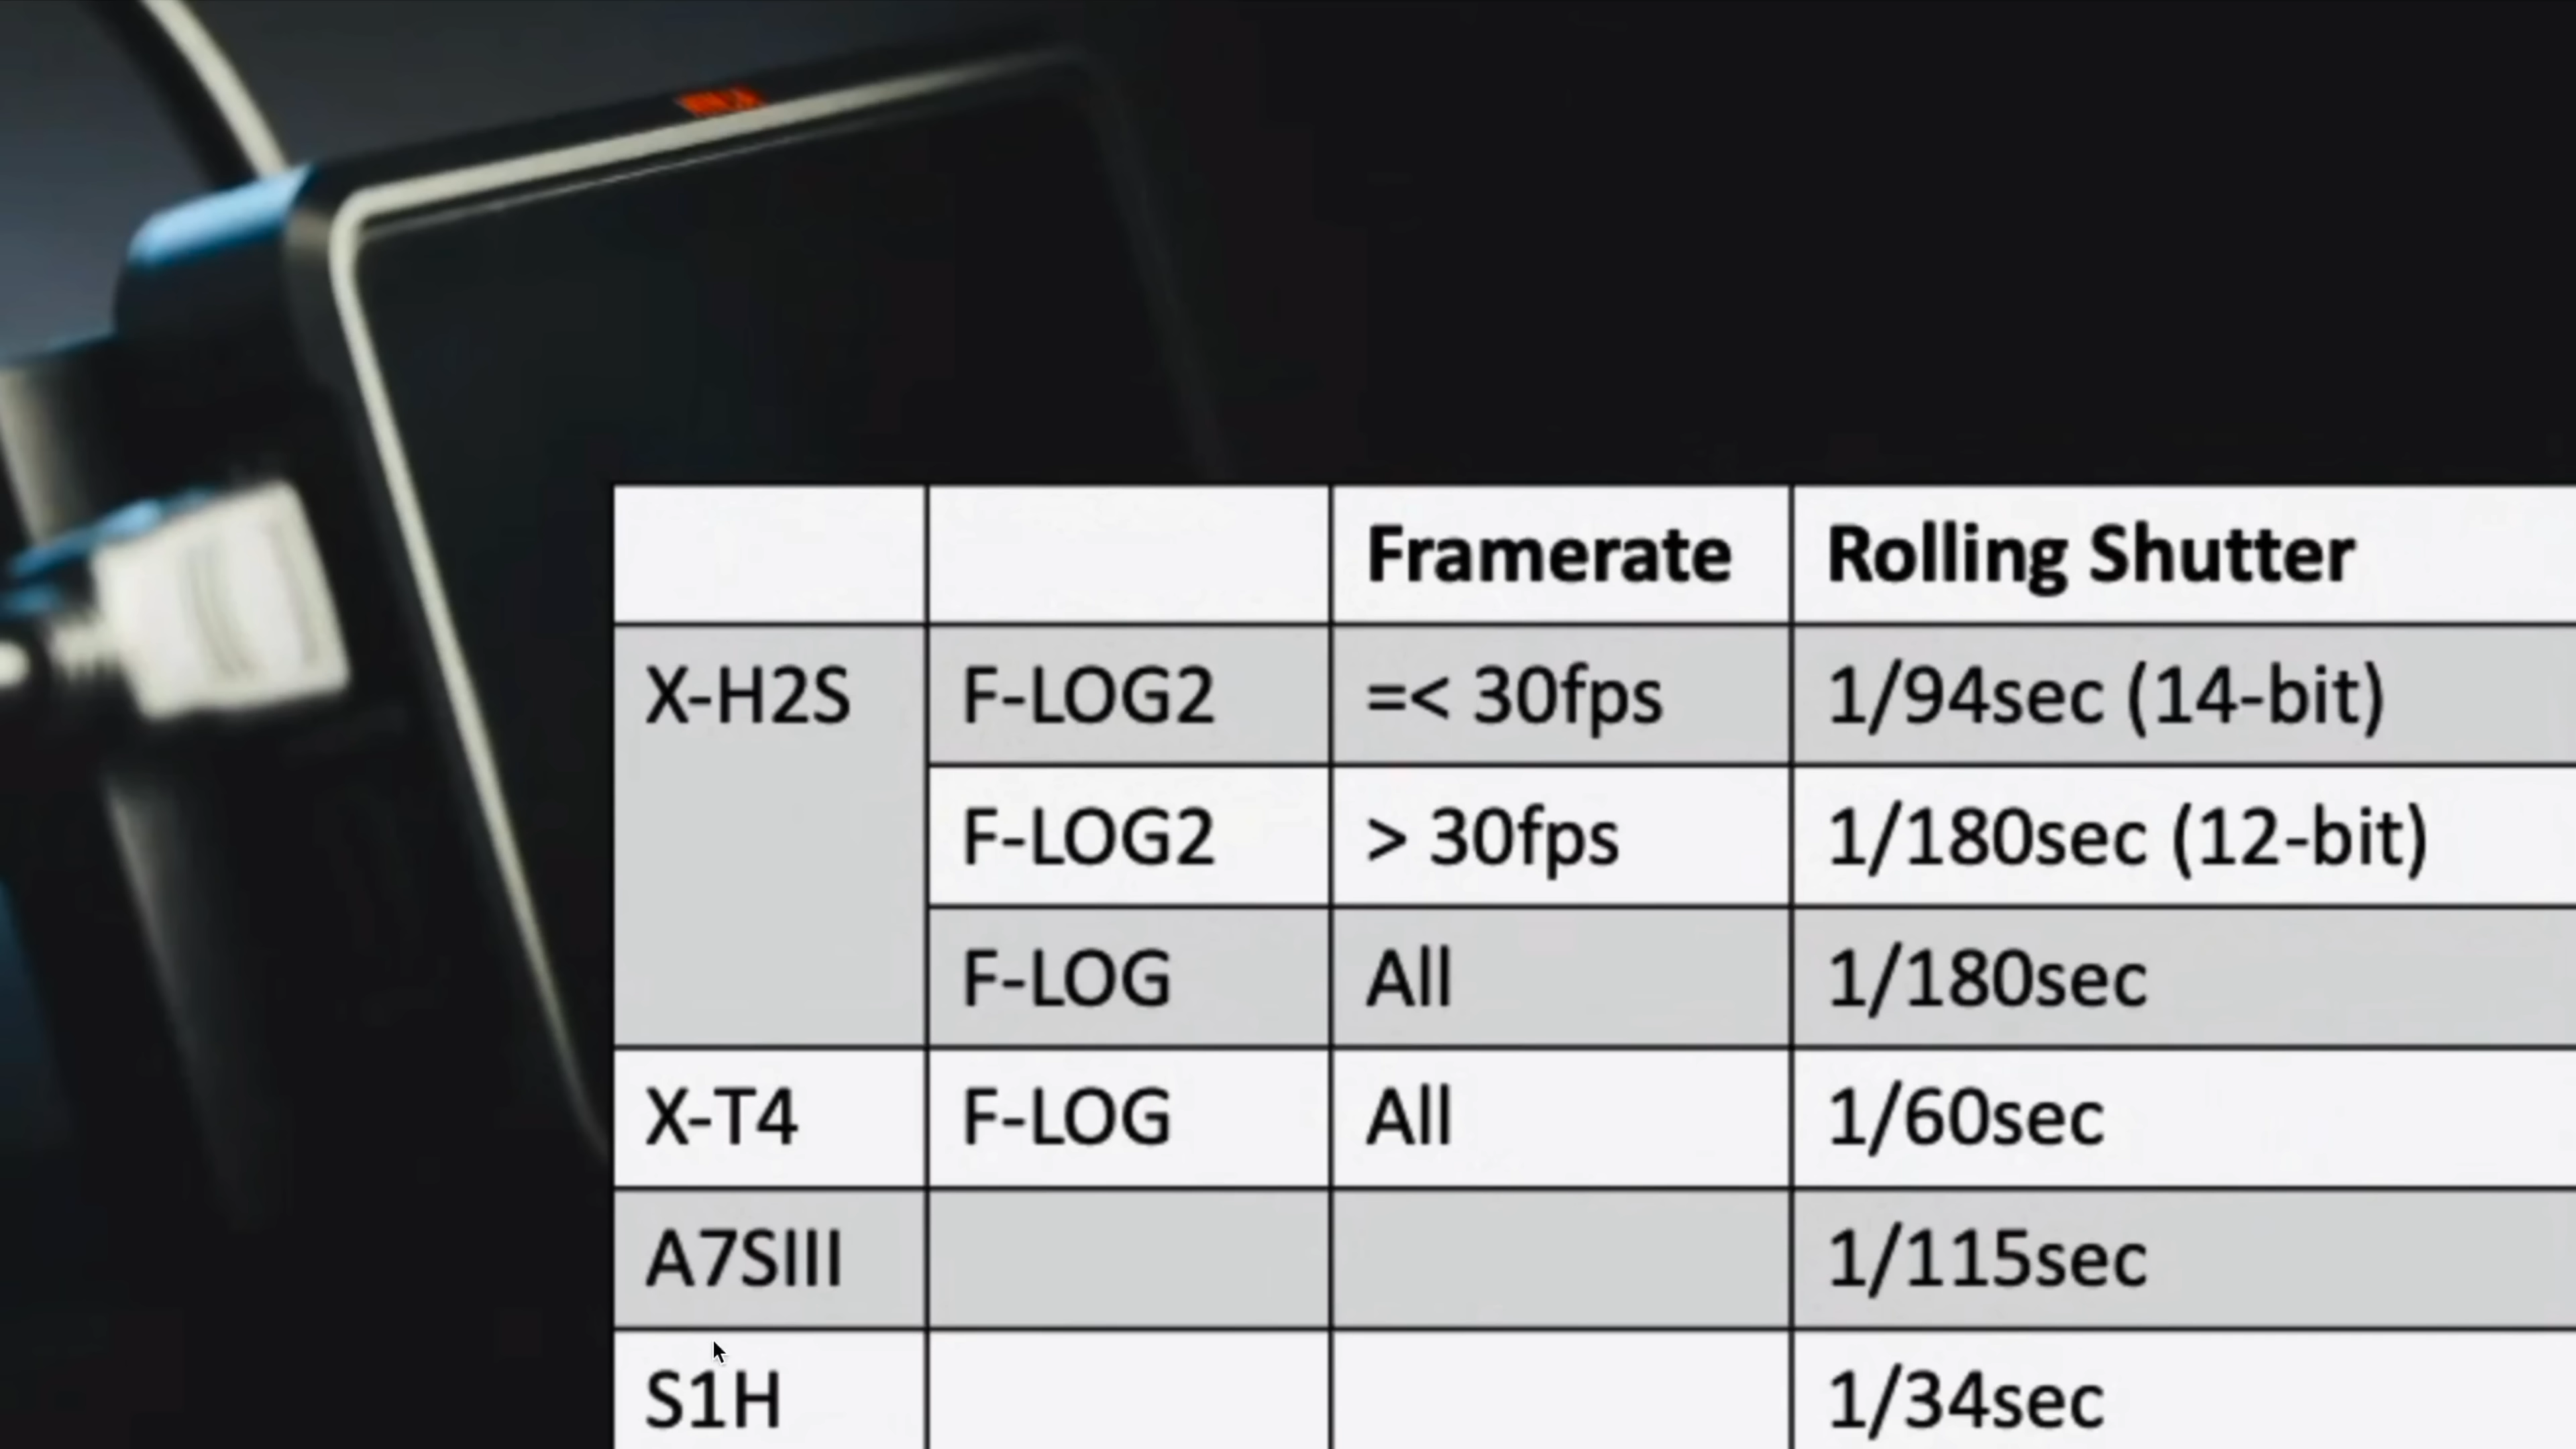 Framerate Rolling Shutter
X-H2S F-LOG2 =< 30fps 1/94sec (14-bit)
F-LOG2 > 30fps 1/180sec (12-bit)
F-LOG All 1/180sec
X-T4 F-LOG All 1/60sec
A7SIII 1/115sec
S1H 1/34sec